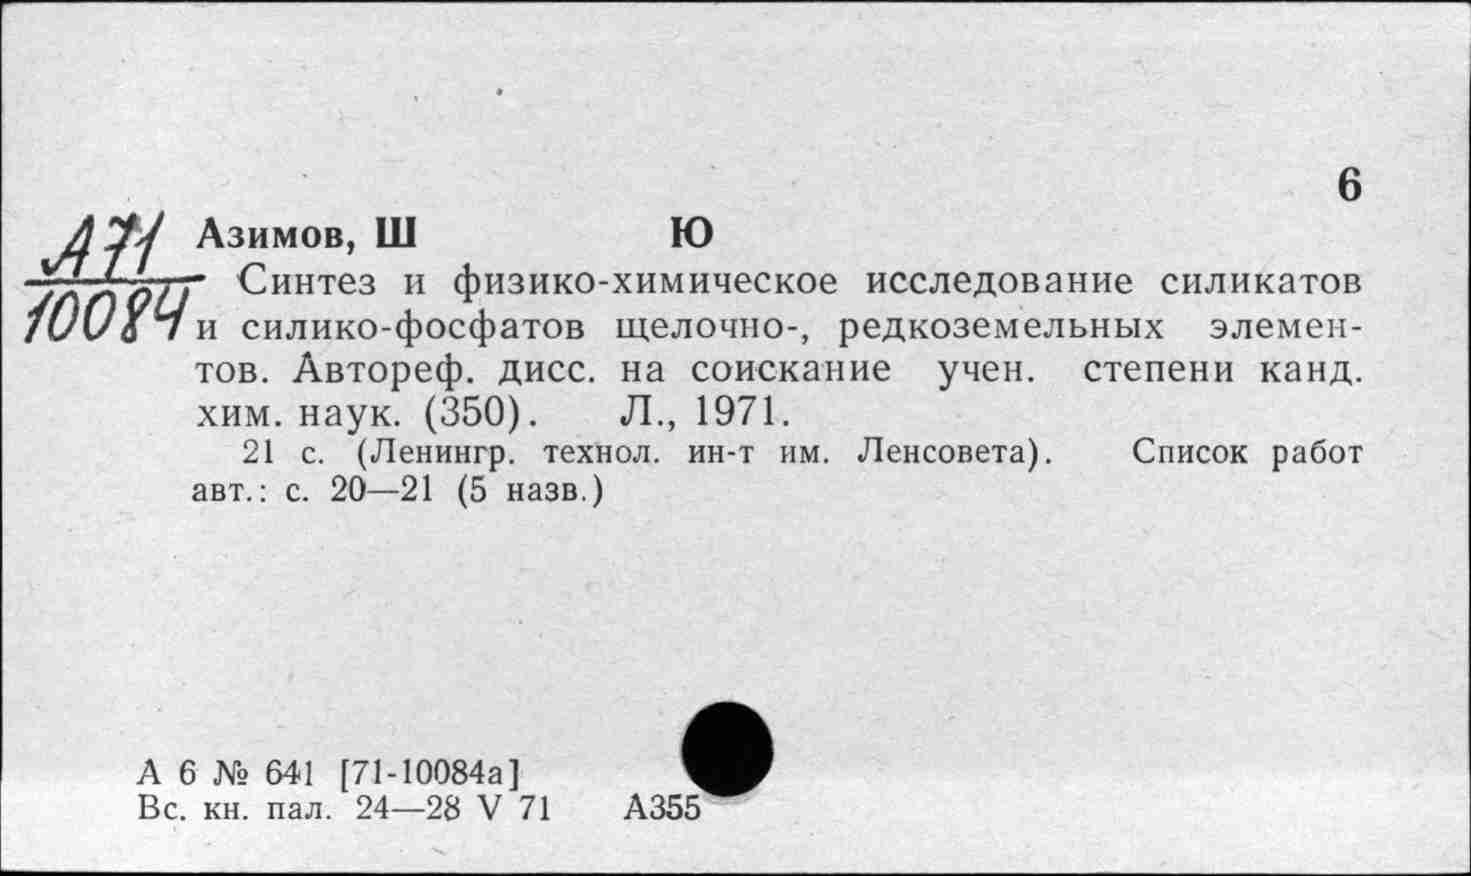 6
А71 Азимов, Ш Ю
Синтез и физико-химическое исследование силикатов
10084 и силико-фосфатов щелочно-, редкоземельных элемен-
тов. Автореф. дисс. на соискание учен. степени канд.
хим. наук. (350). Л., 1971.
21 с. (Ленингр. технол. ин-т им. Ленсовета). Список работ
авт.: с. 20—21 (5 назв.)
А 6 № 641 [71-10084а]
Вс. кн. пал. 24—28 V 71 А355